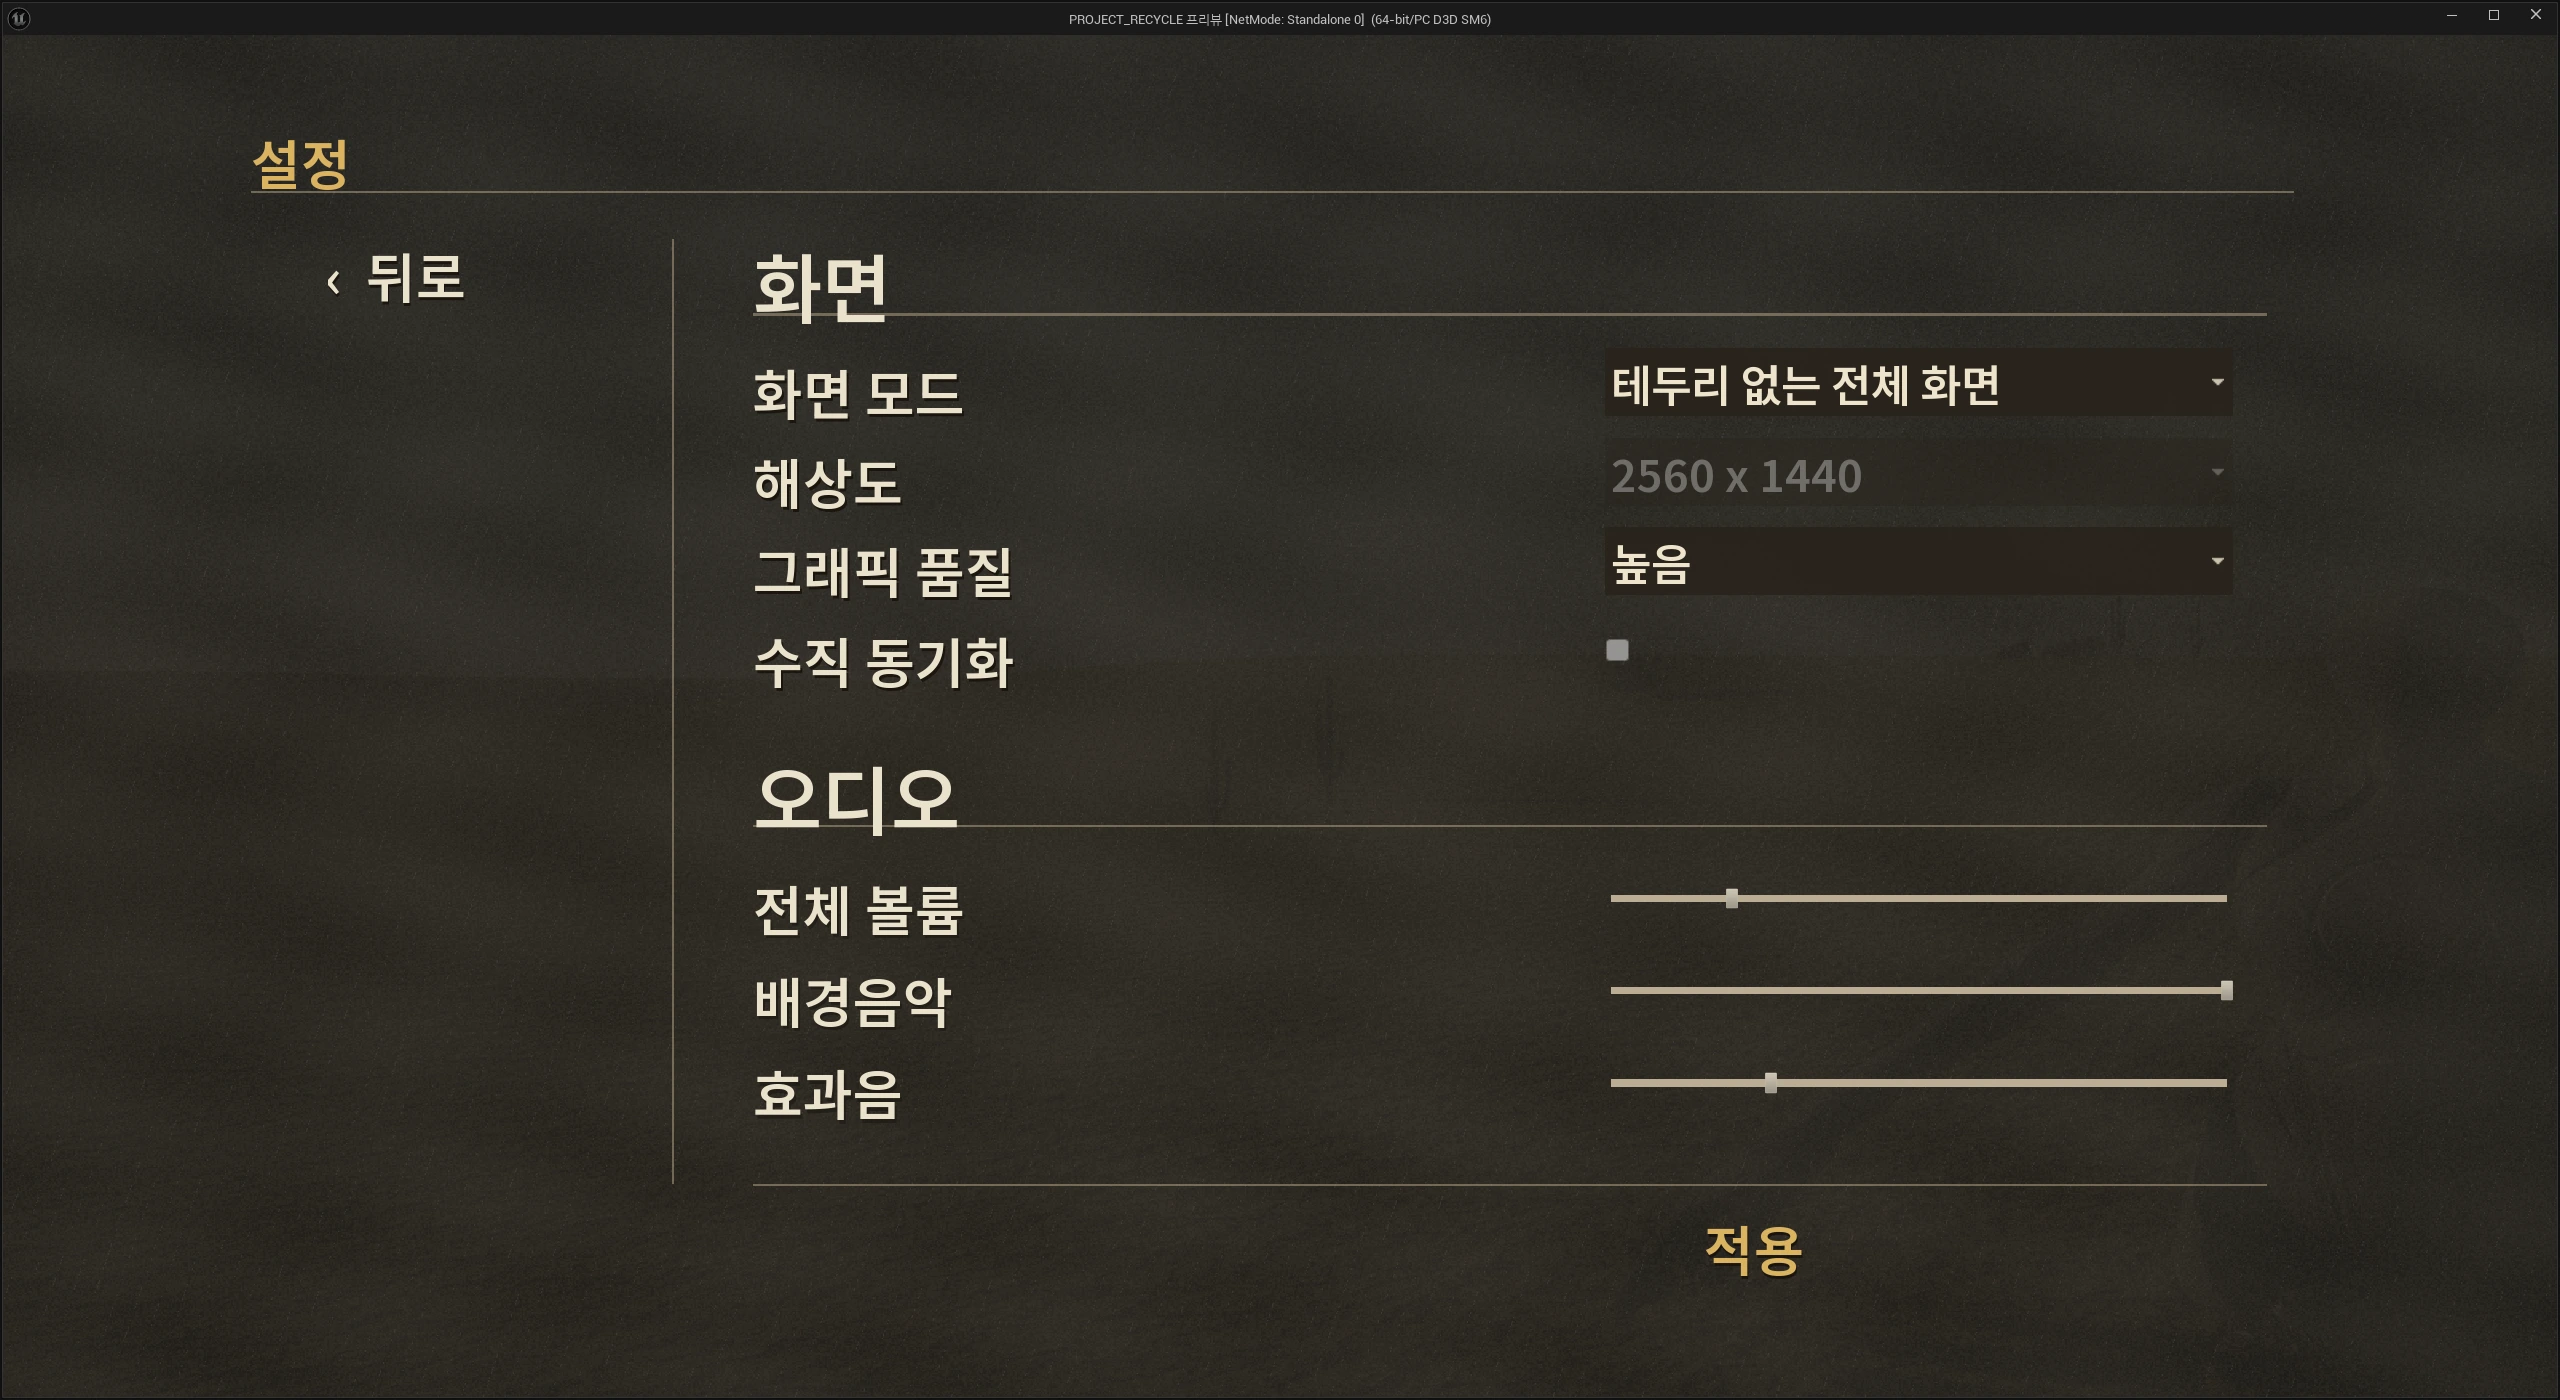 PROJECT_RECYCLE 프리뷰 [NetMode: Standalone 0] (64-bit/PC D3D SM6)
설정
‹ 뒤로
화면
화면 모드
테두리 없는 전체 화면
해상도
2560 x 1440
그래픽 품질
높음
수직 동기화
오디오
전체 볼륨
배경음악
효과음
적용